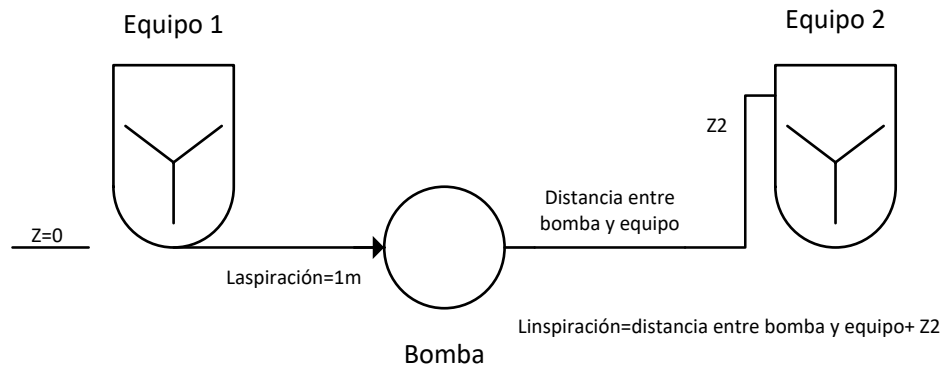 Equipo 1
Equipo 2
Z2
Distancia entre
bomba y equipo
Z=0
Laspiración=1m
Linspiración=distancia entre bomba y equipo+ Z2
Bomba